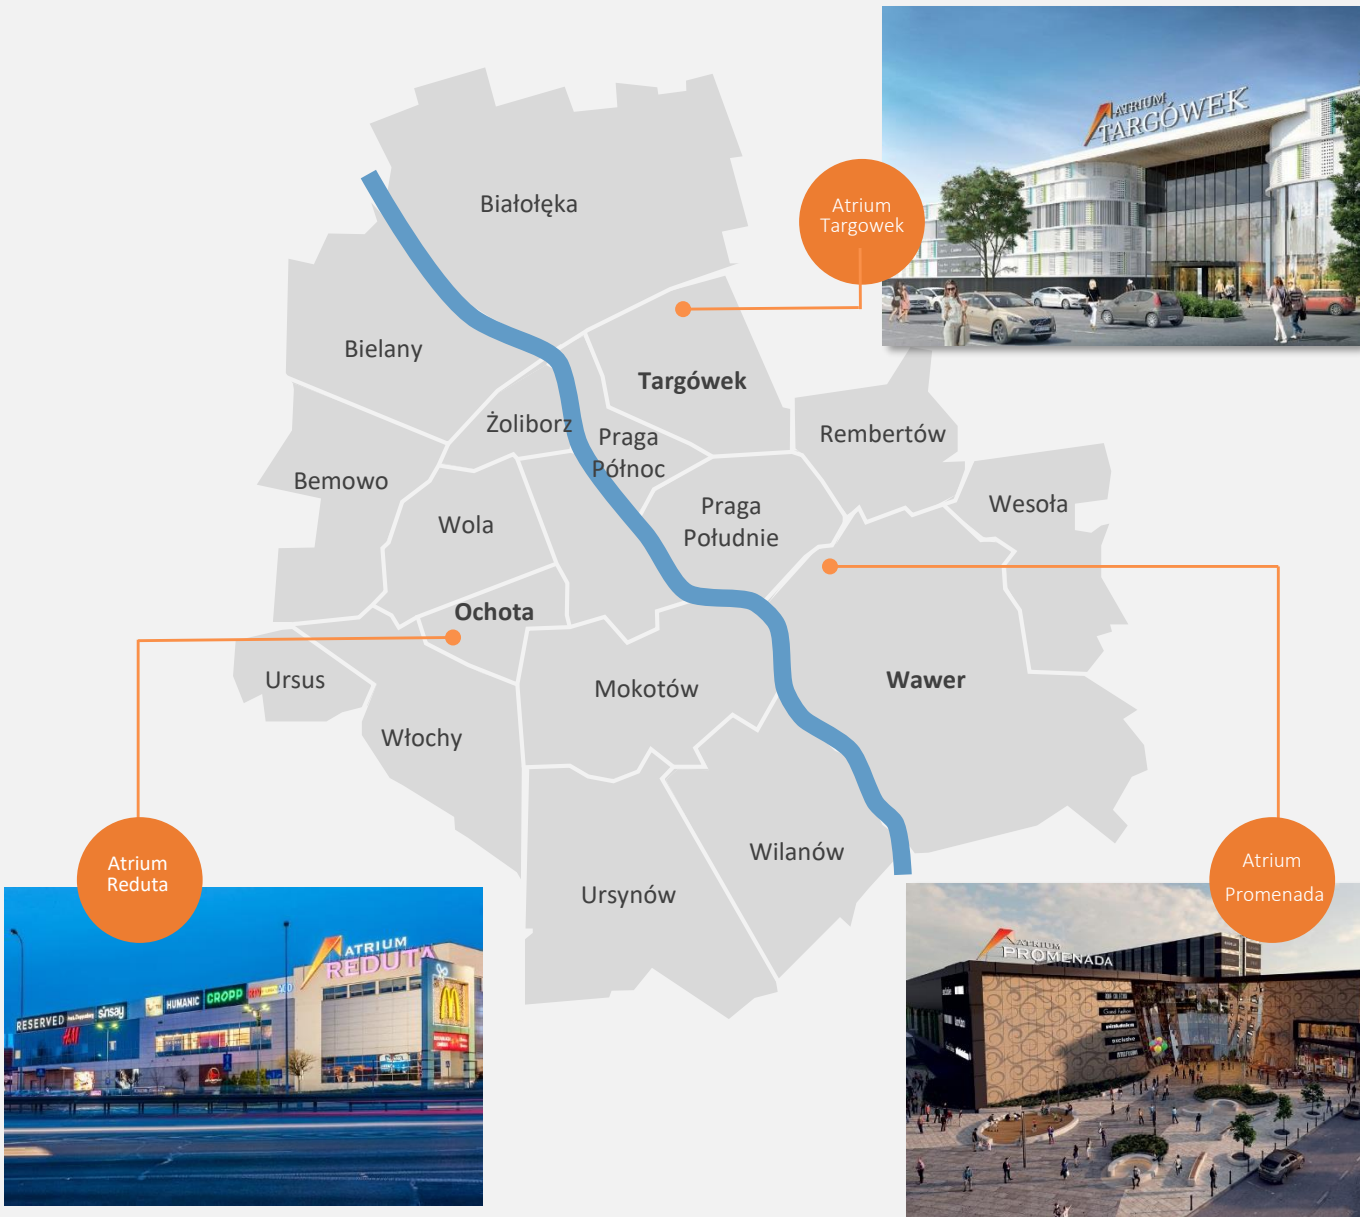 ATRIUM
TARGÓWEK
Atrium
Targowek
Białołęka
Bielany
Targówek
Żoliborz
Praga
Północ
Rembertów
Bemowo
Wola
Praga
Południe
Wesoła
Ochota
Ursus
Mokotów
Wawer
Włochy
Wilanów
Ursynów
Atrium
Reduta
Atrium
Promenada
ATRIUM
REDUTA
RESERVED
sinsay
HUMANIC
CROPP
H&M
ATRIUM
PROMENADA